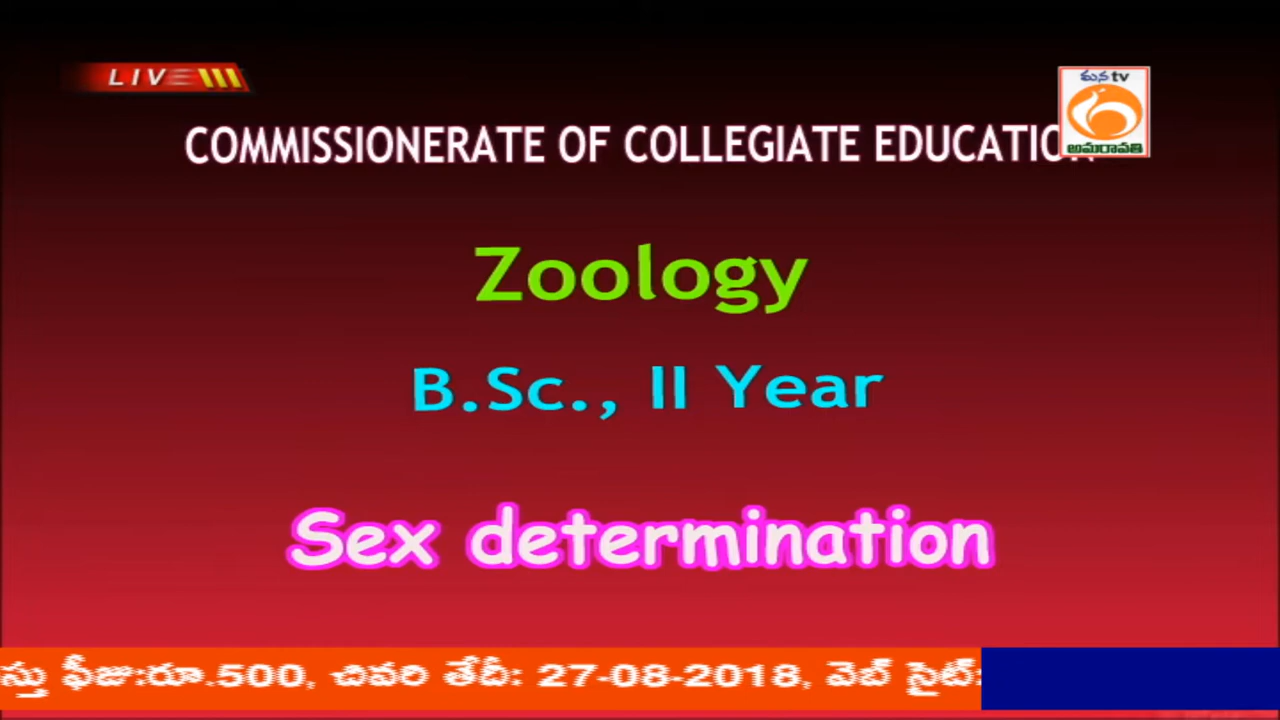 LIVE
మన tv
అమరావతి
COMMISSIONERATE OF COLLEGIATE EDUCATION
Zoology
B.Sc., II Year
Sex determination
స్తు ఫీజు:రూ.500, చివరి తేదీ: 27-08-2018, వెబ్ సైట్: